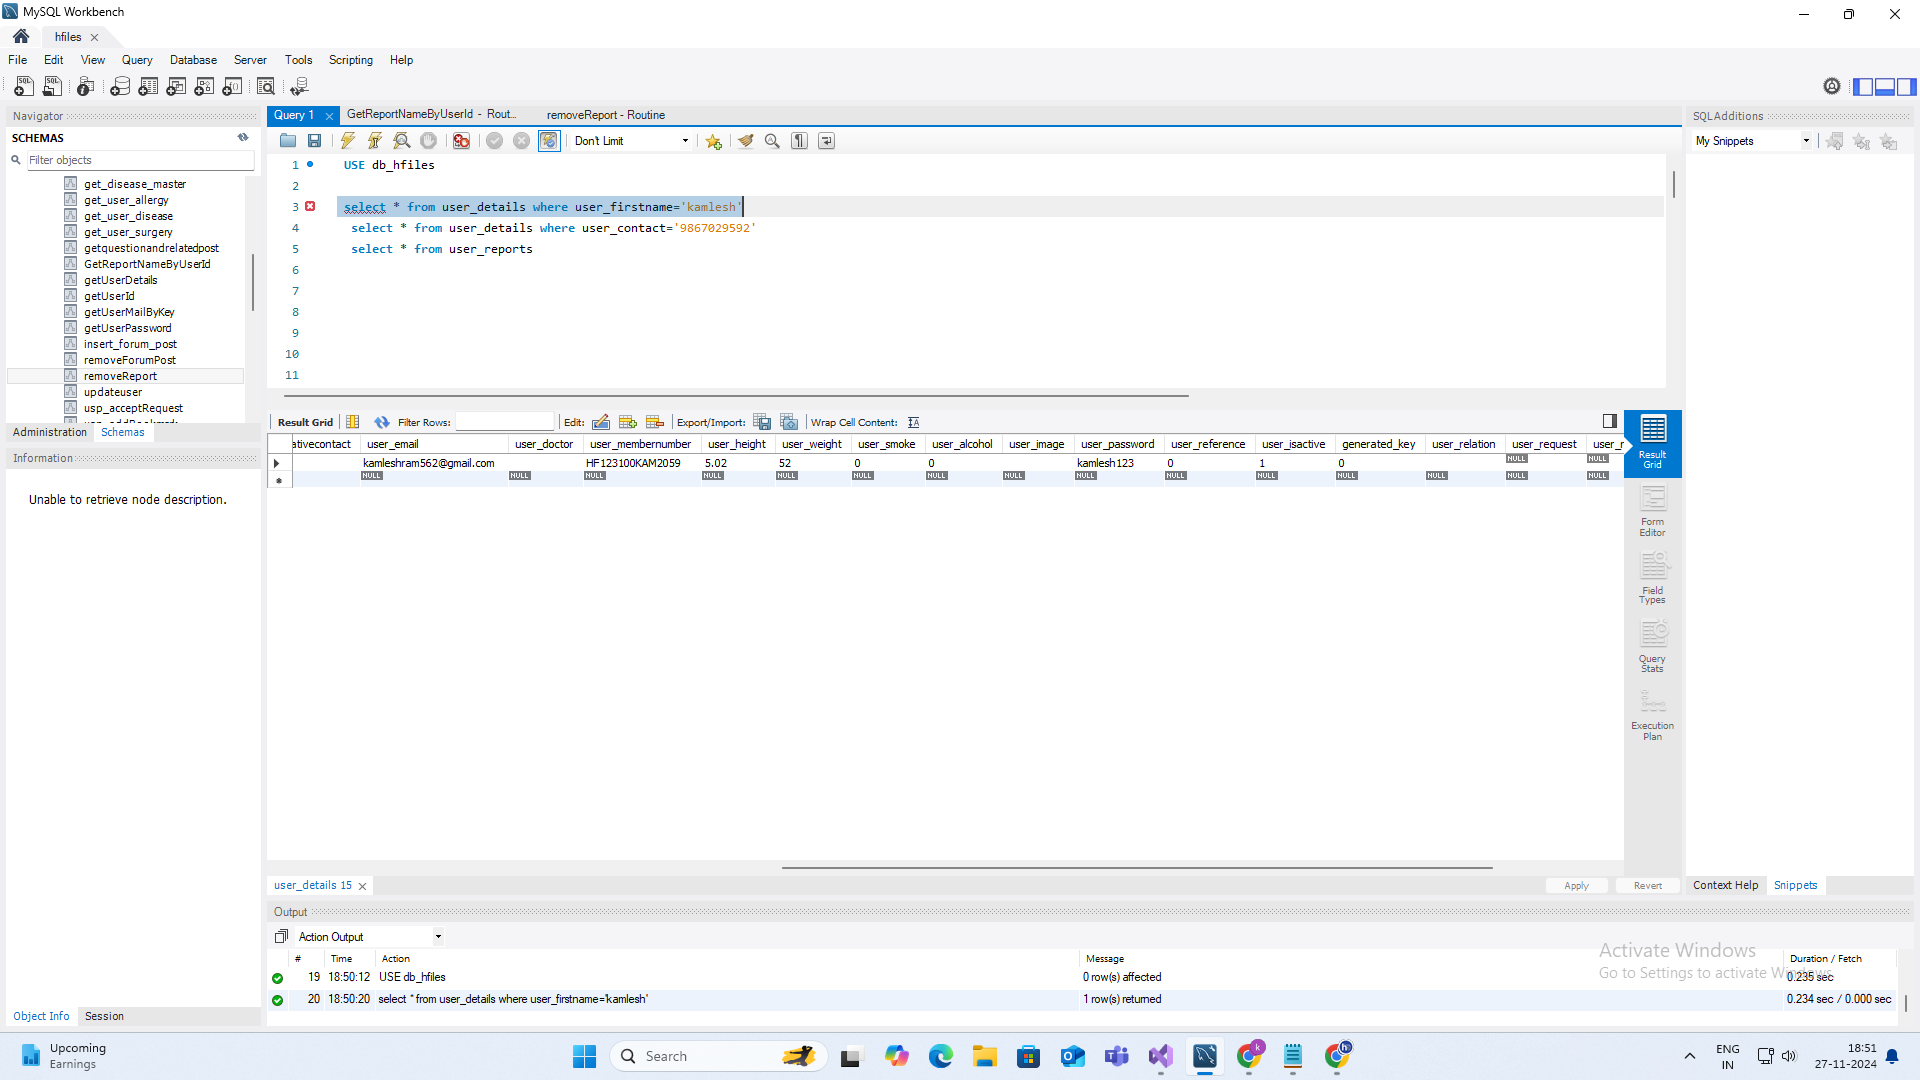 MySQL Workbench
hfiles
File Edit View Query Database Server Tools Scripting Help
Navigator
SCHEMAS
Filter objects
get_disease_master
get_user_allergy
get_user_disease
get_user_surgery
getquestionandrelatedpost
GetReportNameByUserId
getUserDetails
getUserId
getUserMailByKey
getUserPassword
insert_forum_post
removeForumPost
removeReport
updateuser
usp_acceptRequest
Administration Schemas
Information
Unable to retrieve node description.
Object Info Session
Query 1 GetReportNameByUserId - Rout... removeReport - Routine
Don't Limit
1 USE db_hfiles
2
3 select * from user_details where user_firstname='kamlesh'
4 select * from user_details where user_contact='9867029592'
5 select * from user_reports
6
7
8
9
10
11
Result Grid Filter Rows: Edit: Export/Import: Wrap Cell Content:
ativecontact user_email user_doctor user_membernumber user_height user_weight user_smoke user_alcohol user_image user_password user_reference user_isactive generated_key user_relation user_request user_r
kamleshram562@gmail.com HF123100KAM2059 5.02 52 0 0 kamlesh123 0 1 0 NULL NULL
NULL NULL NULL NULL NULL NULL NULL NULL NULL NULL NULL NULL NULL NULL NULL
Result Grid
Form Editor
Field Types
Query Stats
Execution Plan
user_details 15 Apply Revert
SQLAdditions
My Snippets
Context Help Snippets
Output
Action Output
# Time Action Message Duration / Fetch
19 18:50:12 USE db_hfiles 0 row(s) affected 0.235 sec
20 18:50:20 select * from user_details where user_firstname='kamlesh' 1 row(s) returned 0.234 sec / 0.000 sec
Activate Windows
Go to Settings to activate Windows.
Upcoming
Earnings
Search
ENG
IN
18:51
27-11-2024